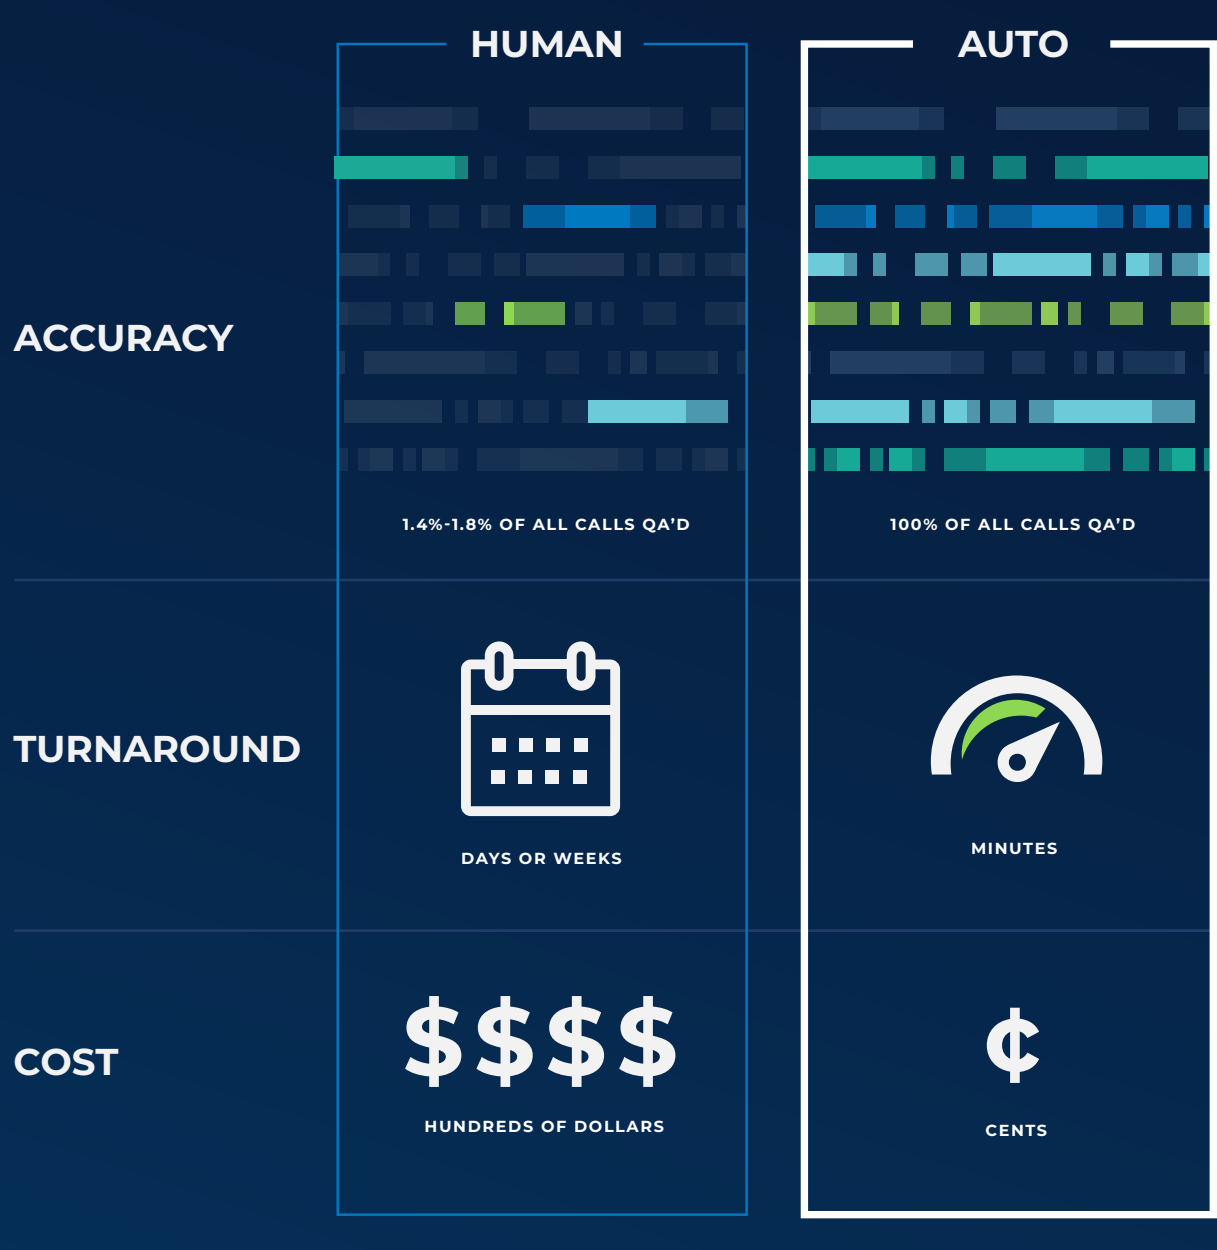 HUMAN
AUTO
ACCURACY
1.4%-1.8% OF ALL CALLS QA’D
100% OF ALL CALLS QA’D
TURNAROUND
DAYS OR WEEKS
MINUTES
COST
$$$$
¢
HUNDREDS OF DOLLARS
CENTS